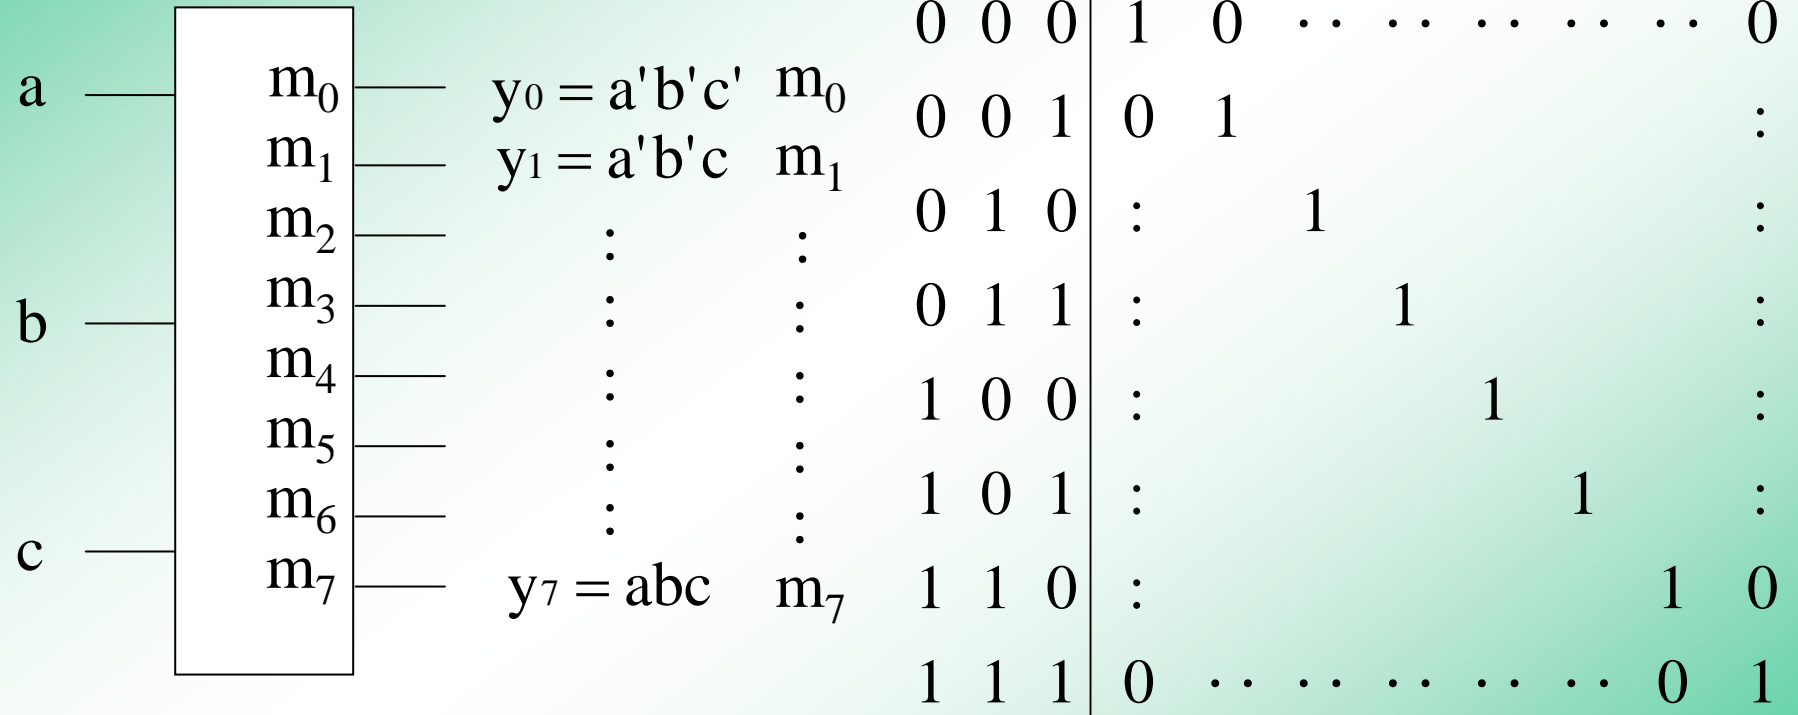 a
b
c
m0
m1
m2
m3
m4
m5
m6
m7
y0 = a'b'c' m0
y1 = a'b'c m1
: :
: :
: :
: :
: :
y7 = abc m7
0 0 0 1 0 ·· ·· ·· ·· ·· 0
0 0 1 0 1 :
0 1 0 : 1 :
0 1 1 : 1 :
1 0 0 : 1 :
1 0 1 : 1 :
1 1 0 : 1 0
1 1 1 0 ·· ·· ·· ·· ·· 0 1